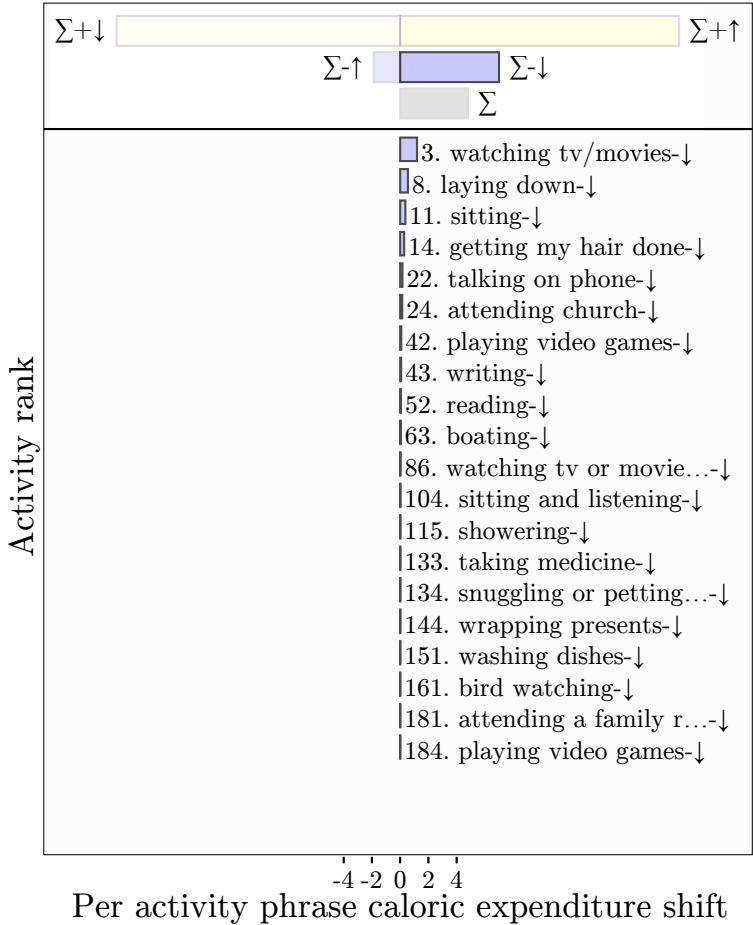 ∑+↓ ∑+↑
∑-↑ ∑-↓
∑
3. watching tv/movies-↓
8. laying down-↓
11. sitting-↓
14. getting my hair done-↓
22. talking on phone-↓
24. attending church-↓
42. playing video games-↓
43. writing-↓
52. reading-↓
63. boating-↓
86. watching tv or movie...-↓
104. sitting and listening-↓
115. showering-↓
133. taking medicine-↓
134. snuggling or petting...-↓
144. wrapping presents-↓
151. washing dishes-↓
161. bird watching-↓
181. attending a family r...-↓
184. playing video games-↓
Activity rank
-4 -2 0 2 4
Per activity phrase caloric expenditure shift